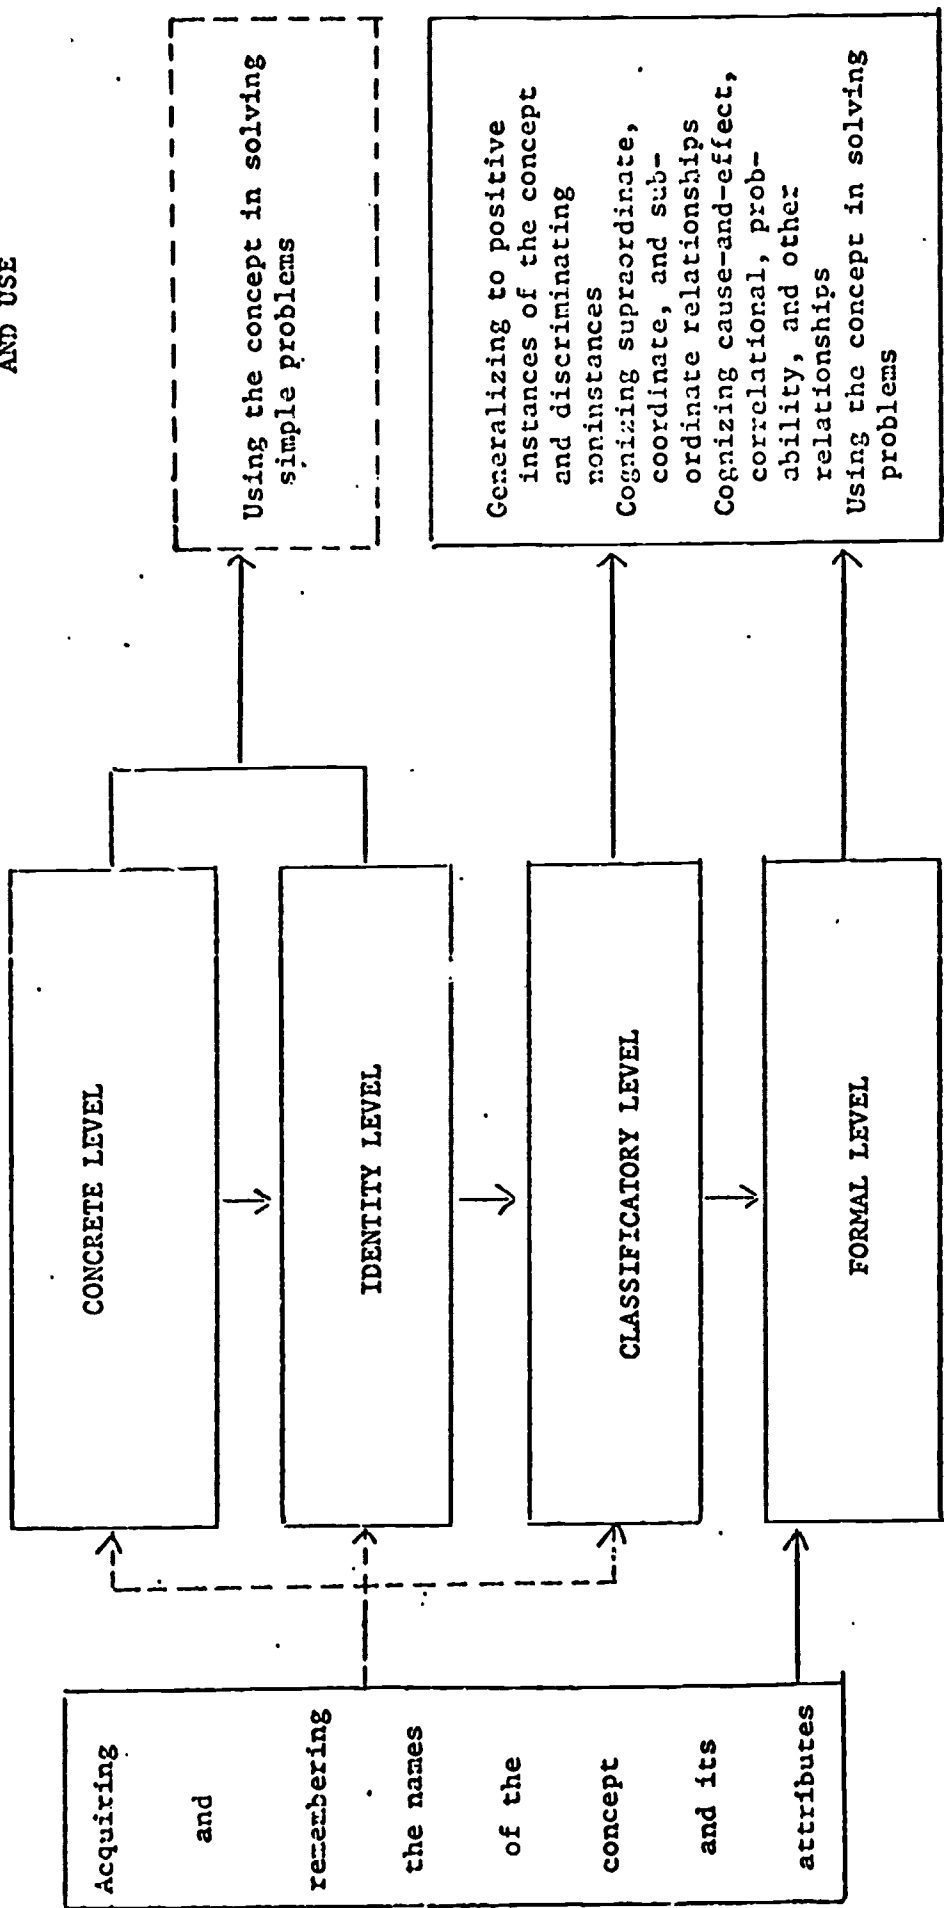 AND USE
Acquiring
and
remembering
the names
of the
concept
and its
attributes
CONCRETE LEVEL
IDENTITY LEVEL
CLASSIFICATORY LEVEL
FORMAL LEVEL
Using the concept in solving
simple problems
Generalizing to positive
instances of the concept
and discriminating
noninstances
Cognizing supraordinate,
coordinate, and sub-
ordinate relationships
Cognizing cause-and-effect,
correlational, prob-
ability, and other
relationships
Using the concept in solving
problems